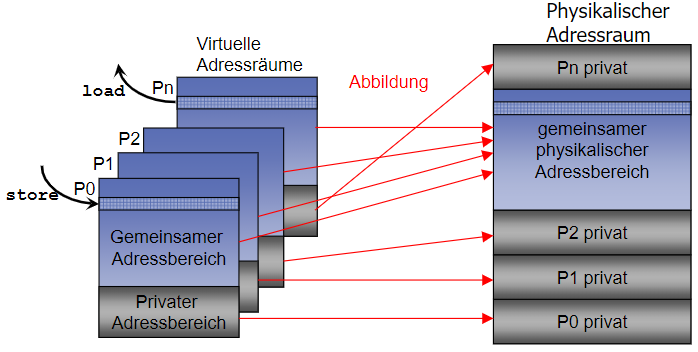 Physikalischer
Adressraum
Virtuelle
Adressräume
Abbildung
load
Pn
P2
P1
P0
store
Gemeinsamer
Adressbereich
Privater
Adressbereich
Pn privat
gemeinsamer
physikalischer
Adressbereich
P2 privat
P1 privat
P0 privat